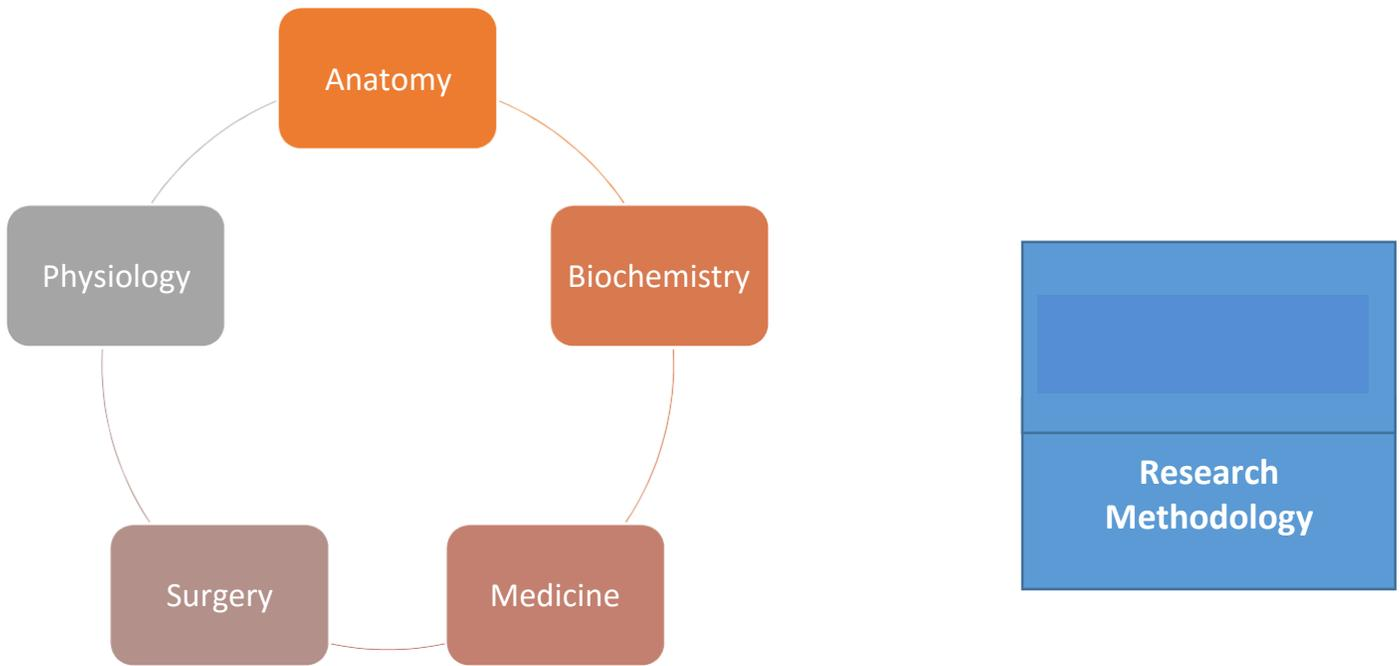 Anatomy
Physiology
Biochemistry
Research
Methodology
Surgery
Medicine